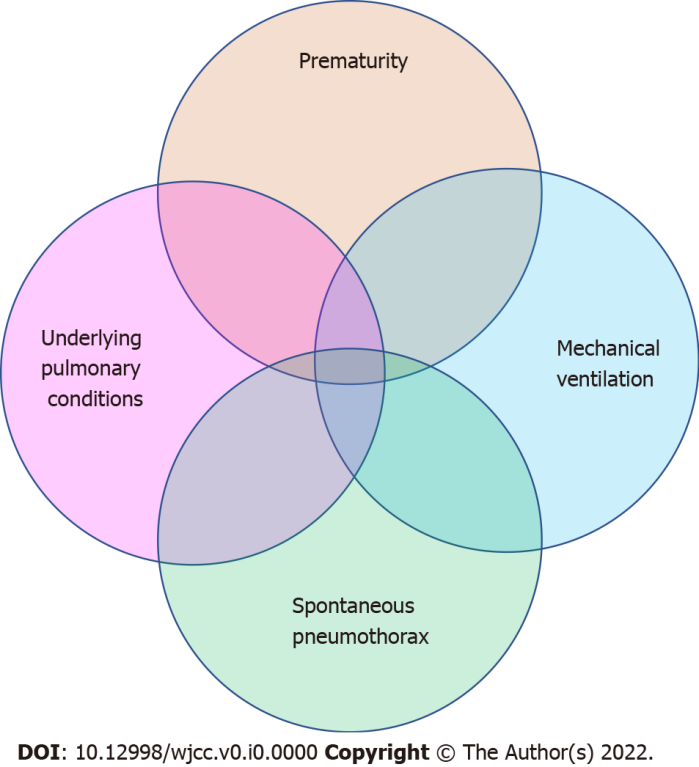 Prematurity
Underlying
pulmonary
conditions
Mechanical
ventilation
Spontaneous
pneumothorax
DOI: 10.12998/wjcc.v0.i0.0000 Copyright © The Author(s) 2022.